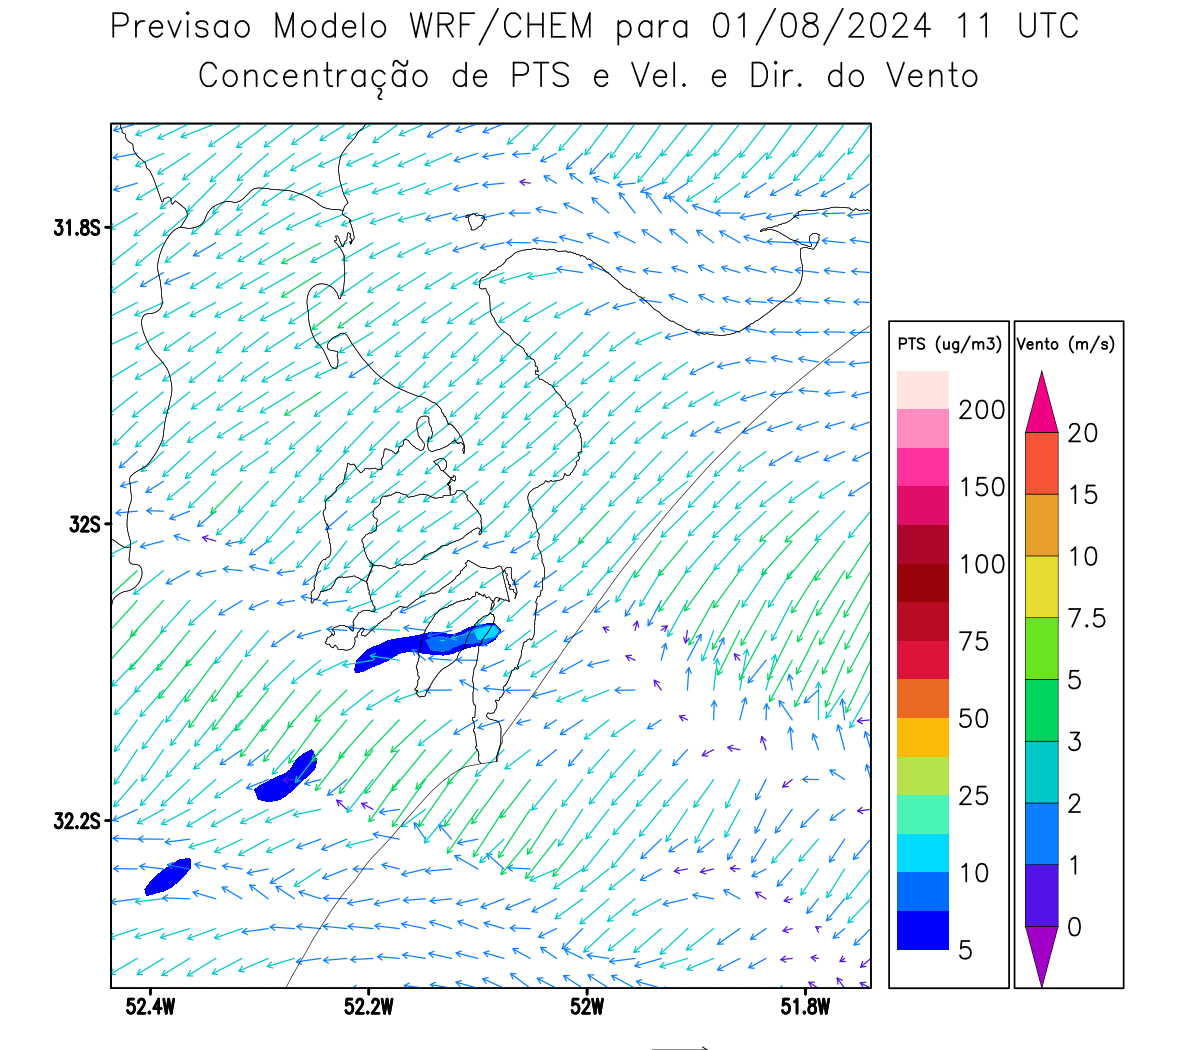 Previsao Modelo WRF/CHEM para 01/08/2024 11 UTC
Concentração de PTS e Vel. e Dir. do Vento
31.8S
32S
32.2S
52.4W
52.2W
52W
51.8W
PTS (ug/m3)
200
150
100
75
50
25
10
5
Vento (m/s)
20
15
10
7.5
5
3
2
1
0